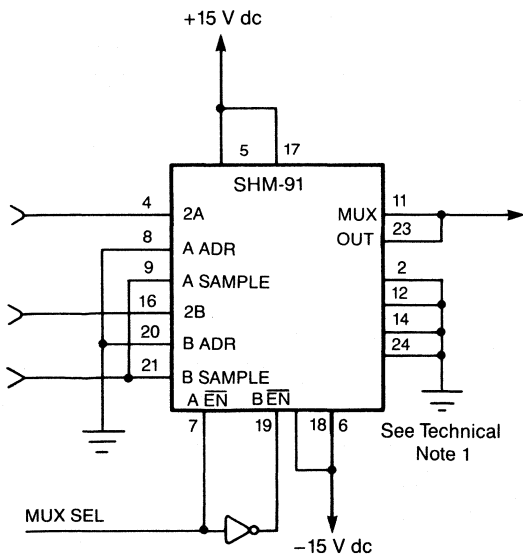 +15 V dc
5 17
SHM-91
4 2A MUX 11
8 A ADR OUT 23
9 A SAMPLE 2
16 2B 12
20 B ADR 14
21 B SAMPLE 24
A EN B EN
7 19 18 6
See Technical
Note 1
MUX SEL
−15 V dc